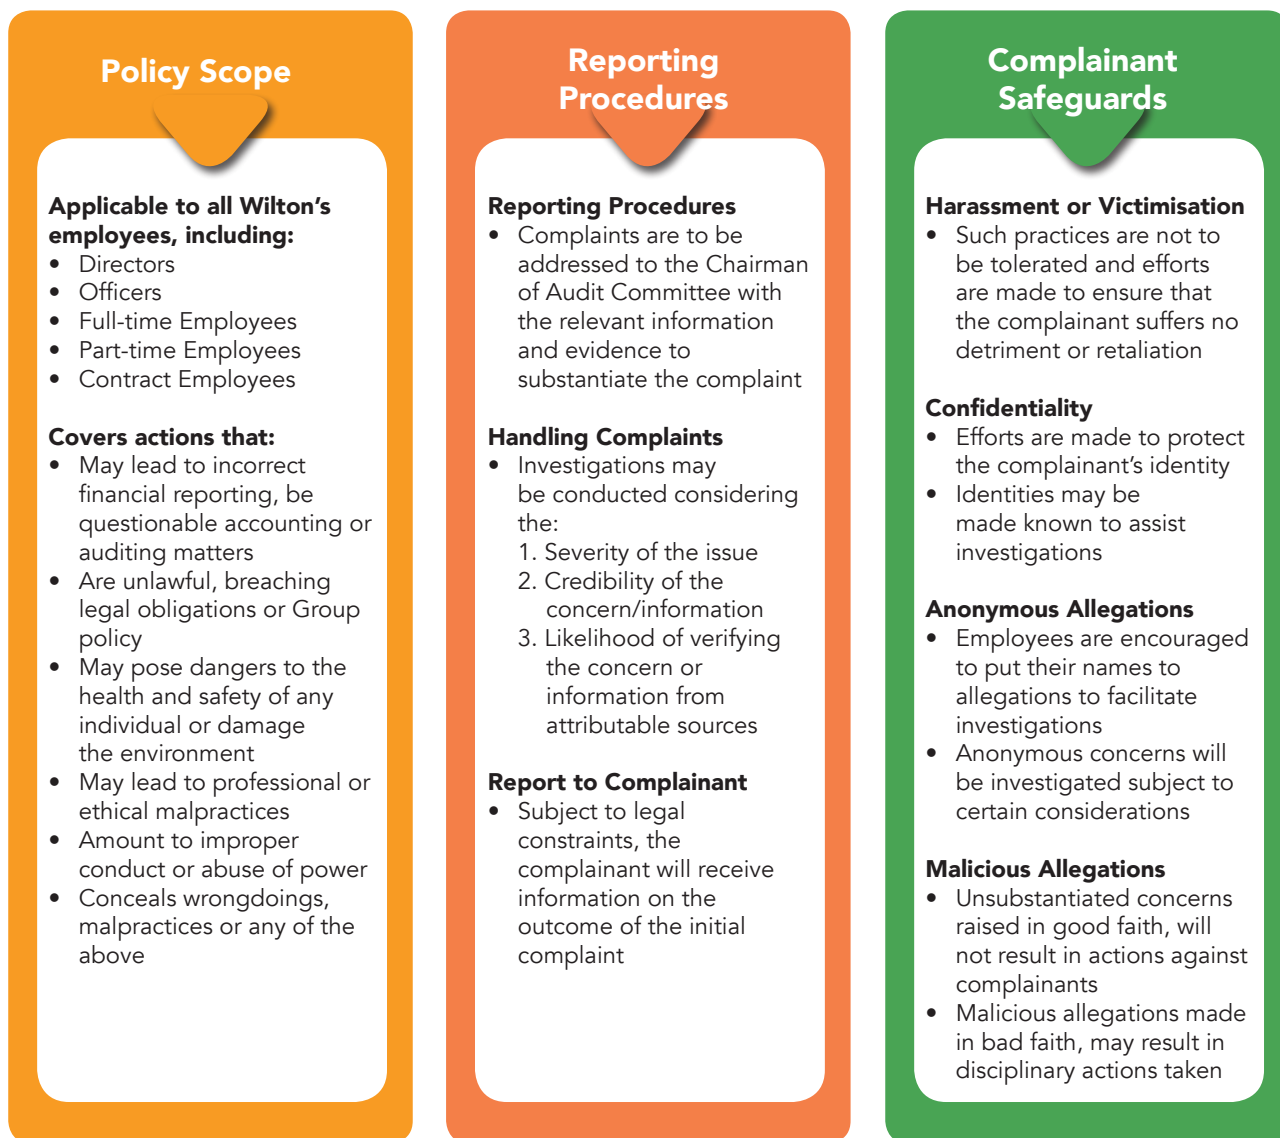 Policy Scope
Applicable to all Wilton's
employees, including:
• Directors
• Officers
• Full-time Employees
• Part-time Employees
• Contract Employees
Covers actions that:
• May lead to incorrect
financial reporting, be
questionable accounting or
auditing matters
• Are unlawful, breaching
legal obligations or Group
policy
• May pose dangers to the
health and safety of any
individual or damage
the environment
• May lead to professional or
ethical malpractices
• Amount to improper
conduct or abuse of power
• Conceals wrongdoings,
malpractices or any of the
above
Reporting
Procedures
Reporting Procedures
• Complaints are to be
addressed to the Chairman
of Audit Committee with
the relevant information
and evidence to
substantiate the complaint
Handling Complaints
• Investigations may
be conducted considering
the:
1. Severity of the issue
2. Credibility of the
concern/information
3. Likelihood of verifying
the concern or
information from
attributable sources
Report to Complainant
• Subject to legal
constraints, the
complainant will receive
information on the
outcome of the initial
complaint
Complainant
Safeguards
Harassment or Victimisation
• Such practices are not to
be tolerated and efforts
are made to ensure that
the complainant suffers no
detriment or retaliation
Confidentiality
• Efforts are made to protect
the complainant's identity
• Identities may be
made known to assist
investigations
Anonymous Allegations
• Employees are encouraged
to put their names to
allegations to facilitate
investigations
• Anonymous concerns will
be investigated subject to
certain considerations
Malicious Allegations
• Unsubstantiated concerns
raised in good faith, will
not result in actions against
complainants
• Malicious allegations made
in bad faith, may result in
disciplinary actions taken